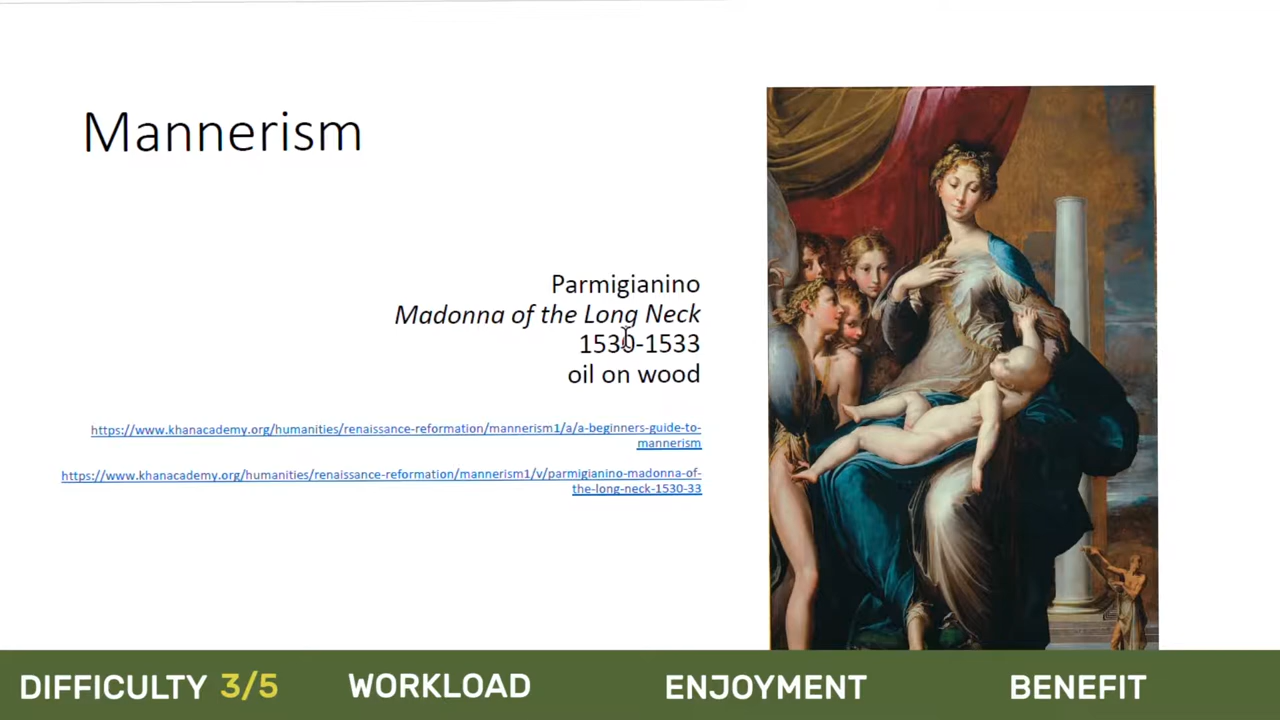 Mannerism
Parmigianino
Madonna of the Long Neck
1530-1533
oil on wood
https://www.khanacademy.org/humanities/renaissance-reformation/mannerism1/a/a-beginners-guide-to-
mannerism
https://www.khanacademy.org/humanities/renaissance-reformation/mannerism1/v/parmigianino-madonna-of-
the-long-neck-1530-33
DIFFICULTY 3/5 WORKLOAD ENJOYMENT BENEFIT